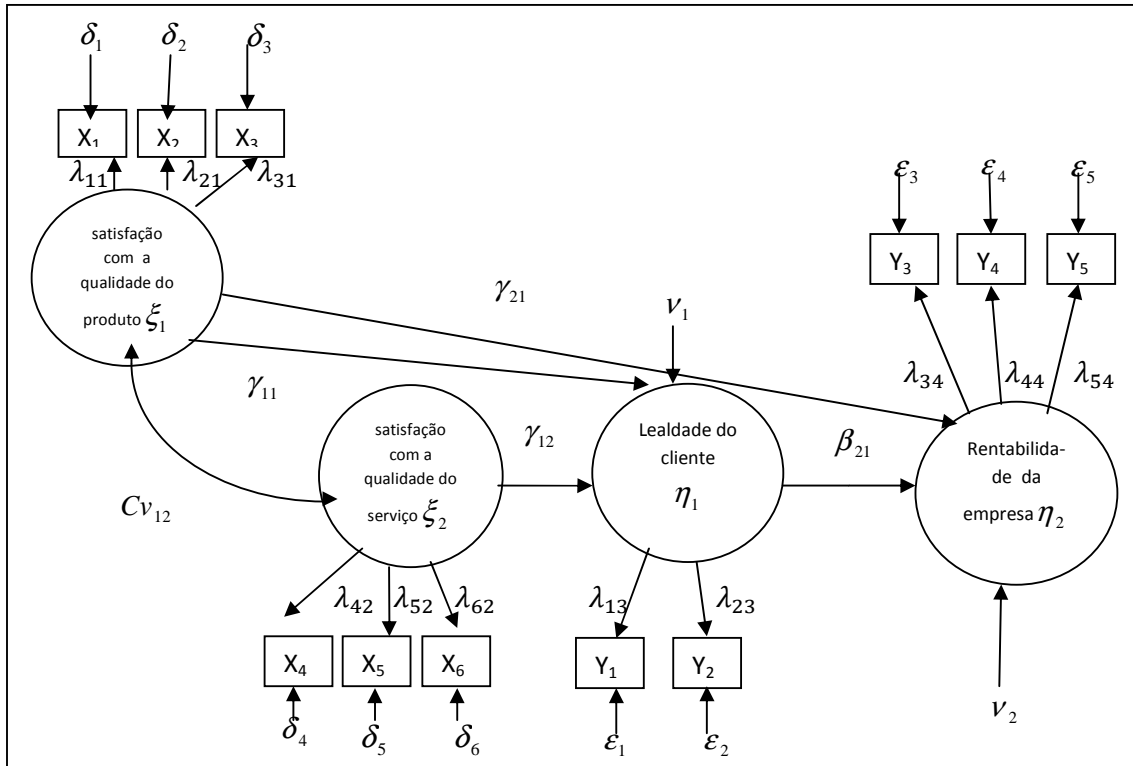 δ₁ δ₂ δ₃
X₁ X₂ X₃
λ₁₁ λ₂₁ λ₃₁
satisfação
com a
qualidade do
produto ξ₁
ε₃ ε₄ ε₅
Y₃ Y₄ Y₅
λ₃₄ λ₄₄ λ₅₄
γ₂₁
ν₁
γ₁₁
satisfação
com a
qualidade do
serviço ξ₂
γ₁₂
Lealdade do
cliente
η₁
β₂₁
Rentabilida-
de da
empresa η₂
Cv₁₂
λ₄₂ λ₅₂ λ₆₂
λ₁₃ λ₂₃
X₄ X₅ X₆
Y₁ Y₂
δ₄ δ₅ δ₆
ε₁ ε₂
ν₂